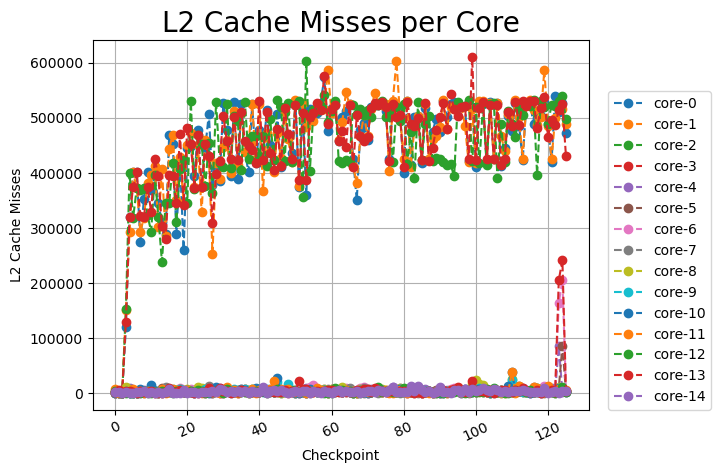 L2 Cache Misses per Core
600000
500000
400000
300000
200000
100000
0
L2 Cache Misses
0 20 40 60 80 100 120
Checkpoint
core-0
core-1
core-2
core-3
core-4
core-5
core-6
core-7
core-8
core-9
core-10
core-11
core-12
core-13
core-14